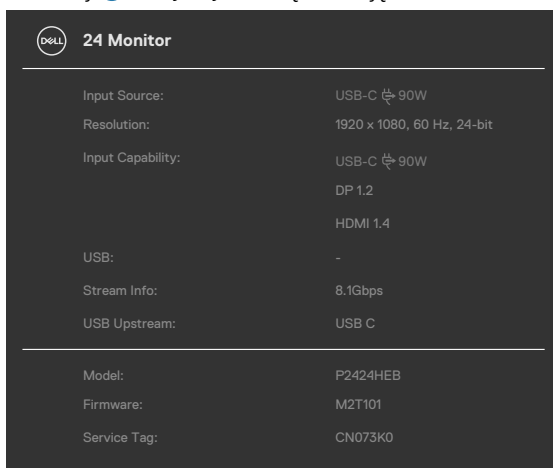 DELL 24 Monitor
Input Source: USB-C 90W
Resolution: 1920 x 1080, 60 Hz, 24-bit
Input Capability: USB-C 90W
DP 1.2
HDMI 1.4
USB: -
Stream Info: 8.1Gbps
USB Upstream: USB C
Model: P2424HEB
Firmware: M2T101
Service Tag: CN073K0